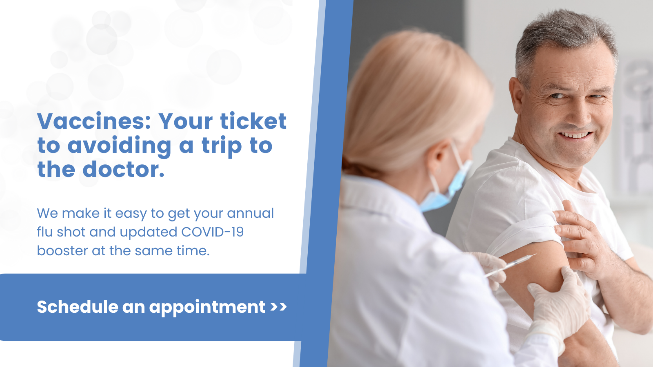 Vaccines: Your ticket
to avoiding a trip to
the doctor.
We make it easy to get your annual
flu shot and updated COVID-19
booster at the same time.
Schedule an appointment >>